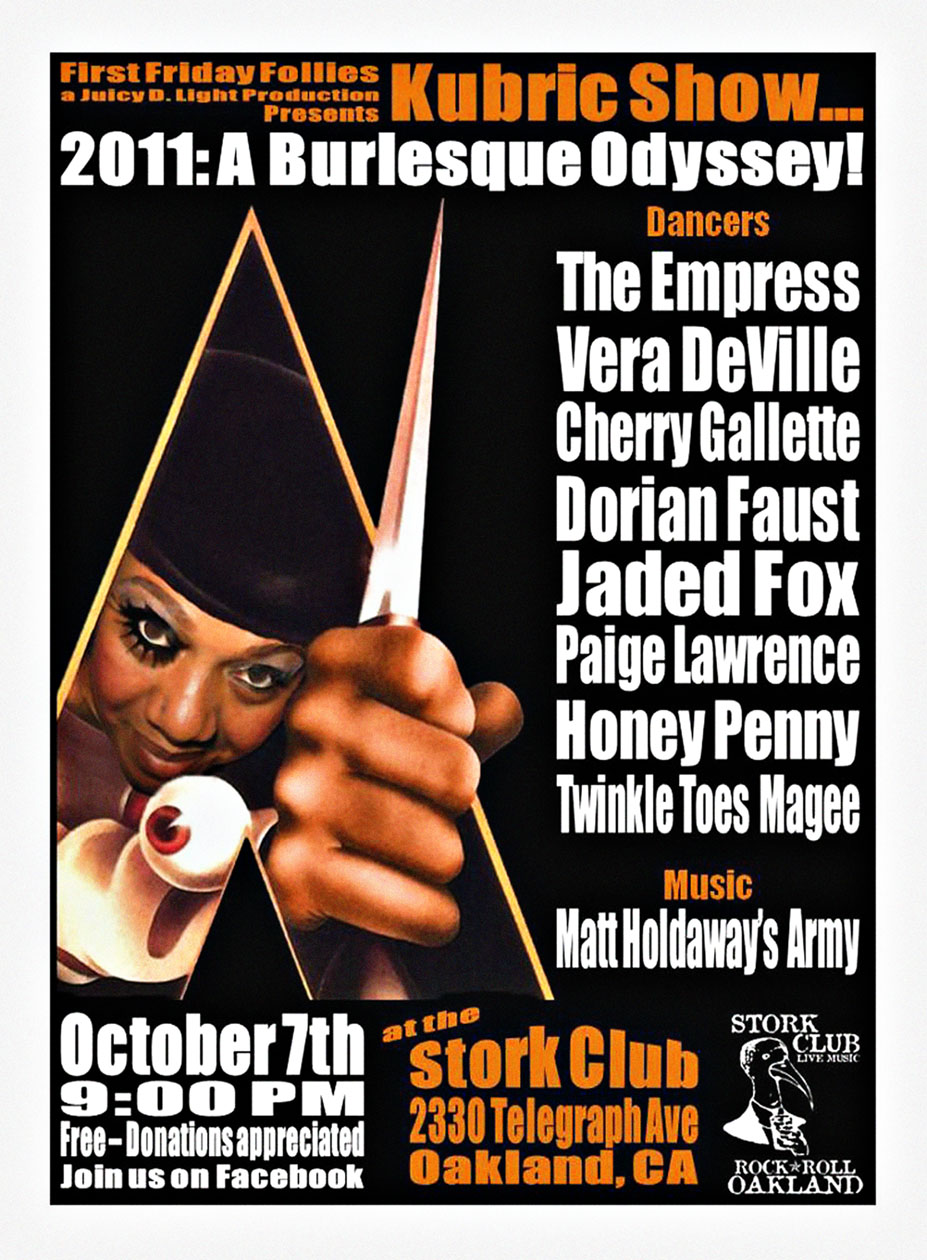 First Friday Follies
a Juicy D. Light Production
Presents
Kubric Show...
2011: A Burlesque Odyssey!
Dancers
The Empress
Vera DeVille
Cherry Gallette
Dorian Faust
Jaded Fox
Paige Lawrence
Honey Penny
Twinkle Toes Magee
Music
Matt Holdaway's Army
October 7th
9:00 PM
Free – Donations appreciated
Join us on Facebook
at the
stork Club
2330 Telegraph Ave
Oakland, CA
STORK
CLUB
LIVE MUSIC
ROCK★ROLL
OAKLAND